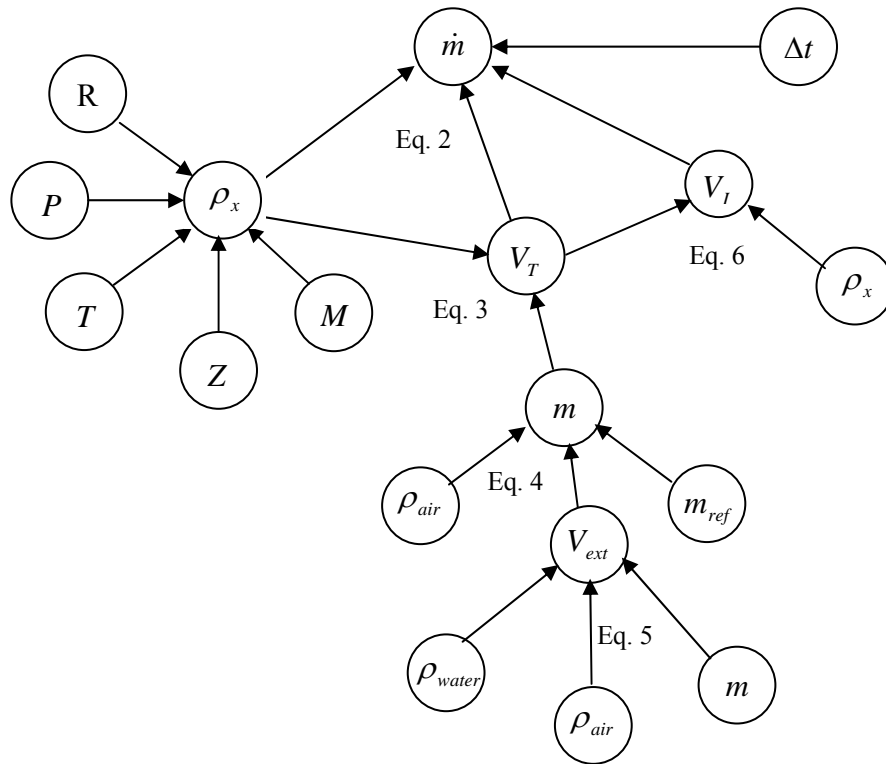 ṁ
Δt
R
Eq. 2
P
ρx
VI
VT
Eq. 6
ρx
T
M
Eq. 3
Z
m
ρair
Eq. 4
mref
Vext
Eq. 5
ρwater
m
ρair